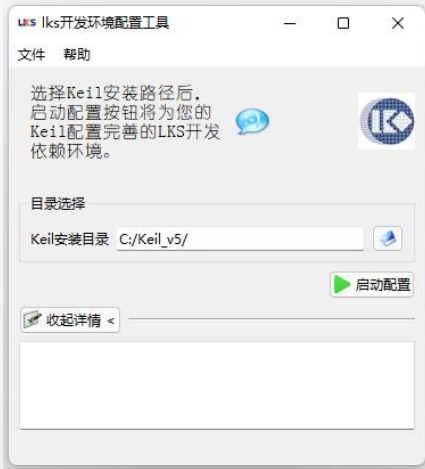 LKS lks开发环境配置工具
文件 帮助
选择Keil安装路径后，
启动配置按钮将为您的
Keil配置完善的LKS开发
依赖环境。
目录选择
Keil安装目录 C:/Keil_v5/
启动配置
收起详情 <